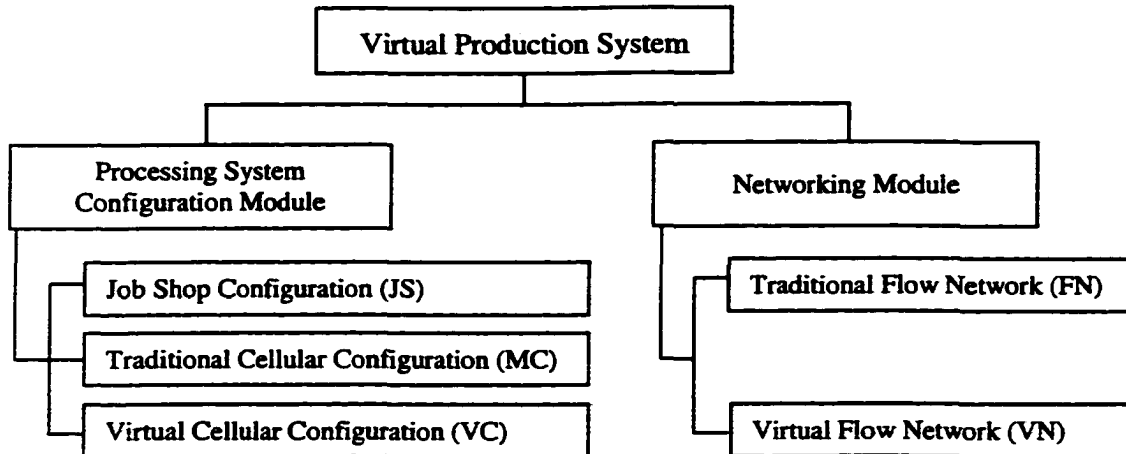 Virtual Production System
Processing System
Configuration Module
Networking Module
Job Shop Configuration (JS)
Traditional Flow Network (FN)
Traditional Cellular Configuration (MC)
Virtual Cellular Configuration (VC)
Virtual Flow Network (VN)